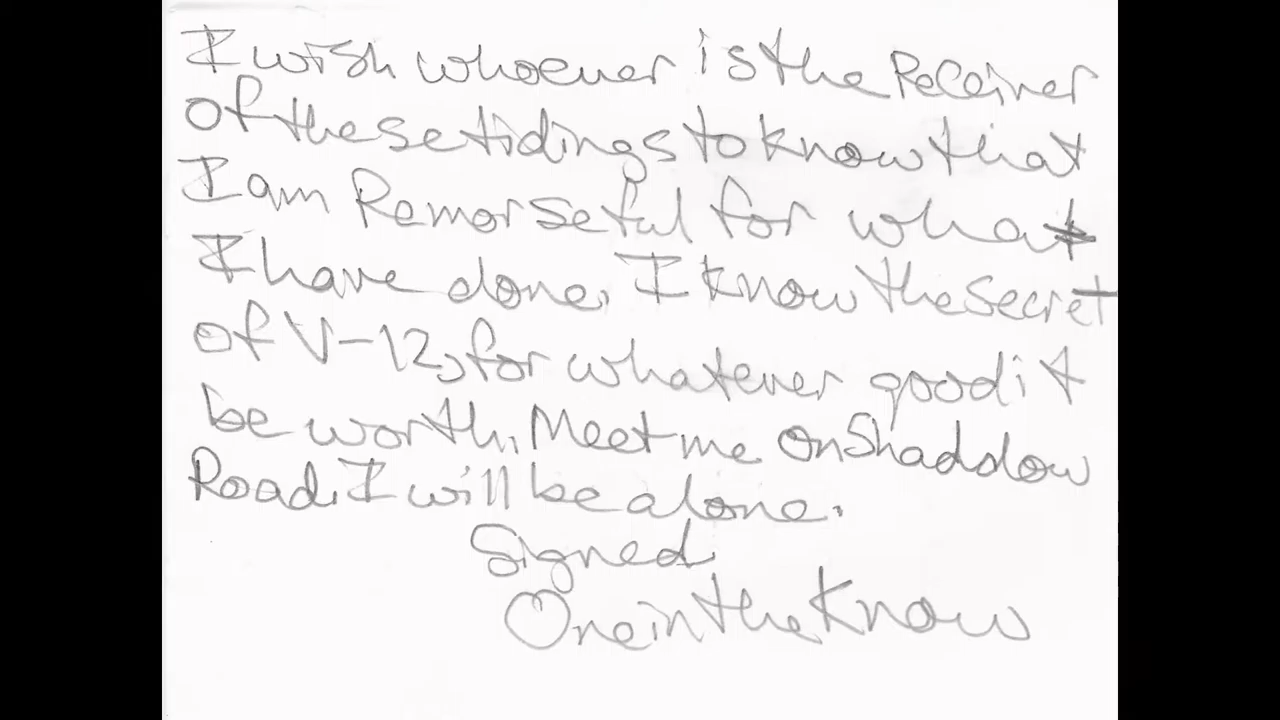 I wish whoever is the Receiver
Of these tidings to know that
I am Remorseful for what
I have done. I know the secret
of V-12, for whatever good it
be worth. Meet me On Shaddow
Road. I will be alone.
Signed
One in the Know